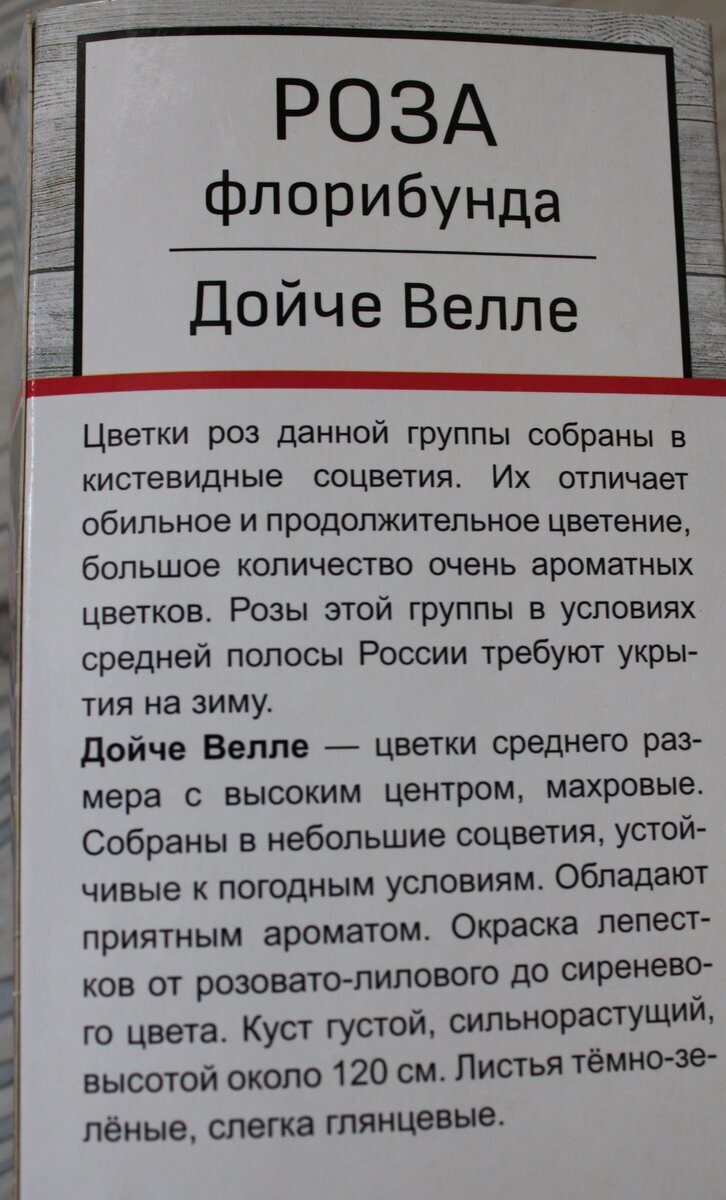 РОЗА
флорибунда
Дойче Велле
Цветки роз данной группы собраны в
кистевидные соцветия. Их отличает
обильное и продолжительное цветение,
большое количество очень ароматных
цветков. Розы этой группы в условиях
средней полосы России требуют укры-
тия на зиму.
Дойче Велле — цветки среднего раз-
мера с высоким центром, махровые.
Собраны в небольшие соцветия, устой-
чивые к погодным условиям. Обладают
приятным ароматом. Окраска лепест-
ков от розовато-лилового до сиренево-
го цвета. Куст густой, сильнорастущий,
высотой около 120 см. Листья тёмно-зе-
лёные, слегка глянцевые.